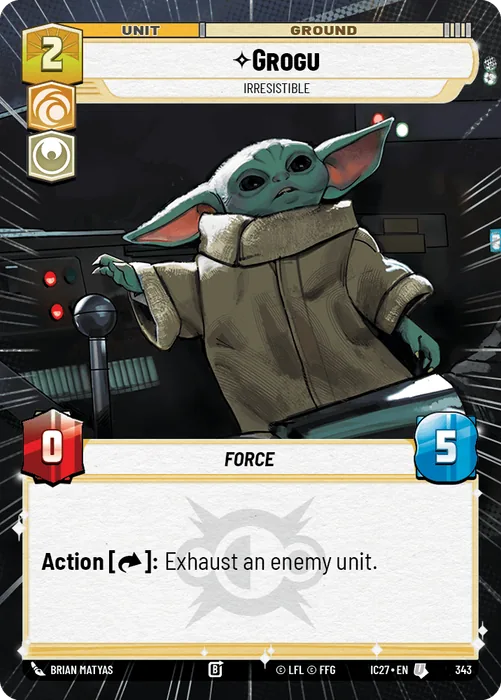 UNIT
GROUND
2
✧GROGU
IRRESISTIBLE
0
5
FORCE
Action [↷]: Exhaust an enemy unit.
BRIAN MATYAS
B
© LFL © FFG
IC27 • EN
343